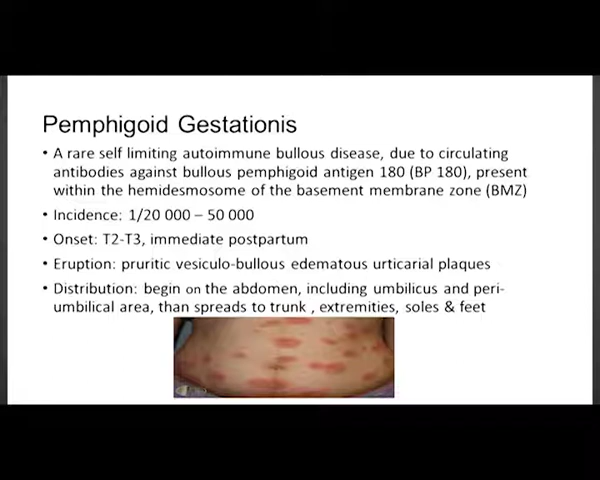 Pemphigoid Gestationis
• A rare self limiting autoimmune bullous disease, due to circulating
antibodies against bullous pemphigoid antigen 180 (BP 180), present
within the hemidesmosome of the basement membrane zone (BMZ)
• Incidence: 1/20 000 – 50 000
• Onset: T2-T3, immediate postpartum
• Eruption: pruritic vesiculo-bullous edematous urticarial plaques
• Distribution: begin on the abdomen, including umbilicus and peri-
umbilical area, than spreads to trunk , extremities, soles & feet